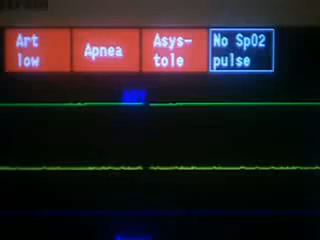 Art low
Apnea
Asys-
tole
No SpO2
pulse